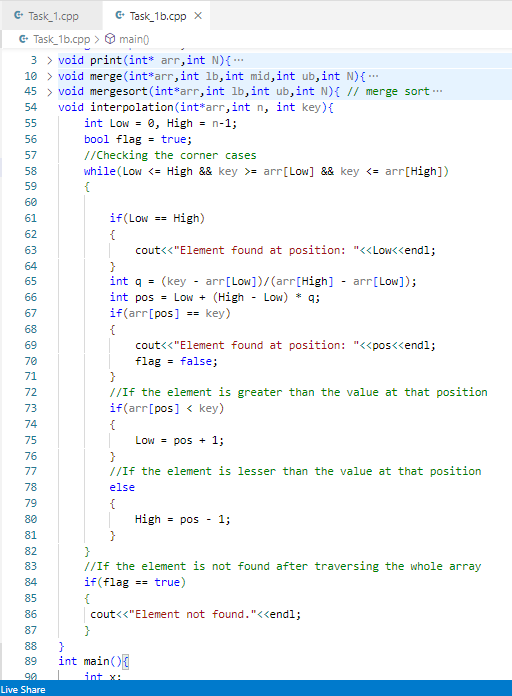 Task_1.cpp Task_1b.cpp ×
Task_1b.cpp > main()
3 > void print(int* arr,int N){···
10 > void merge(int*arr,int lb,int mid,int ub,int N){···
45 > void mergesort(int*arr,int lb,int ub,int N){ // merge sort···
54 void interpolation(int*arr,int n, int key){
55 int Low = 0, High = n-1;
56 bool flag = true;
57 //Checking the corner cases
58 while(Low <= High && key >= arr[Low] && key <= arr[High])
59 {
60
61 if(Low == High)
62 {
63 cout<<"Element found at position: "<<Low<<endl;
64 }
65 int q = (key - arr[Low])/(arr[High] - arr[Low]);
66 int pos = Low + (High - Low) * q;
67 if(arr[pos] == key)
68 {
69 cout<<"Element found at position: "<<pos<<endl;
70 flag = false;
71 }
72 //If the element is greater than the value at that position
73 if(arr[pos] < key)
74 {
75 Low = pos + 1;
76 }
77 //If the element is lesser than the value at that position
78 else
79 {
80 High = pos - 1;
81 }
82 }
83 //If the element is not found after traversing the whole array
84 if(flag == true)
85 {
86 cout<<"Element not found."<<endl;
87 }
88 }
89 int main(){
90 int x;
Live Share